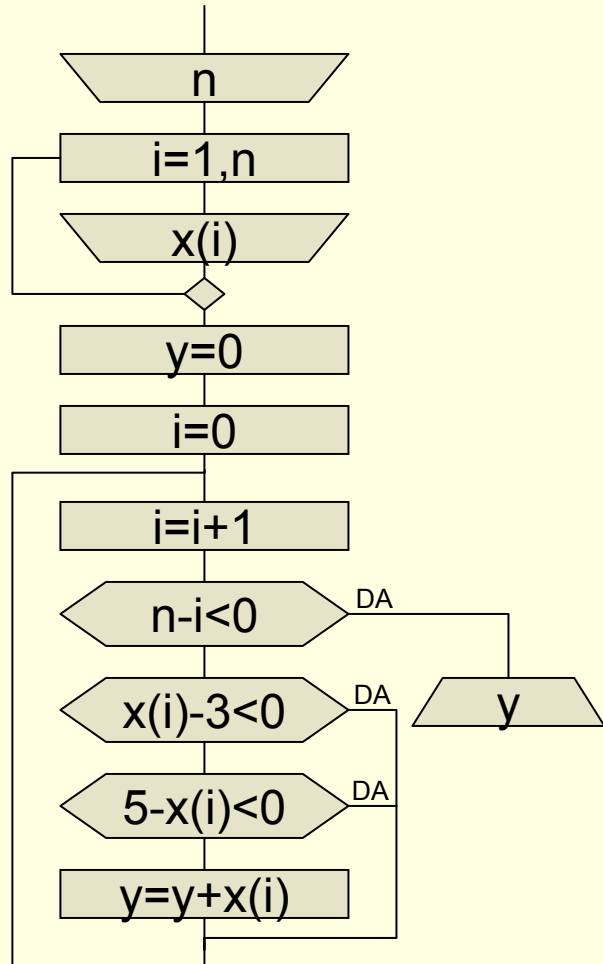 n
i=1,n
x(i)
y=0
i=0
i=i+1
n-i<0
DA
y
x(i)-3<0
DA
5-x(i)<0
DA
y=y+x(i)